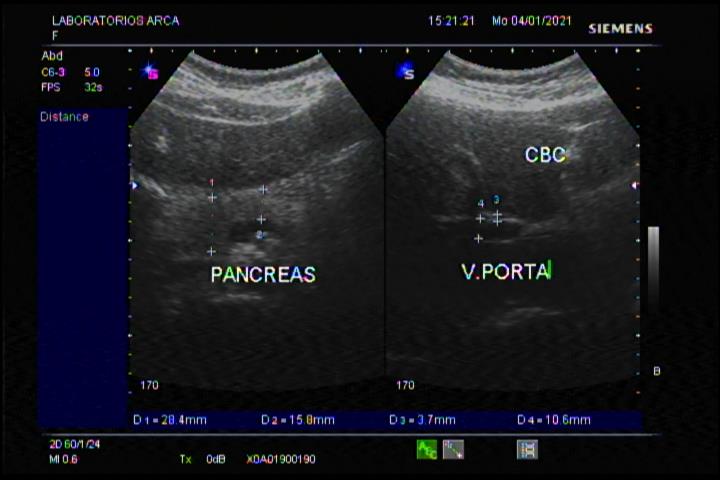 LABORATORIOS ARCA
F
15:21:21 Mo 04/01/2021
SIEMENS
Abd
C6-3 5.0
FPS 32s
Distance
S
S
CBC
1
2
4 3
PANCREAS
V.PORTA
170
170
B
D1=28.4mm D2=15.8mm D3=3.7mm D4=10.6mm
2D 60/1/24
MI 0.6 Tx 0dB X0A01900190